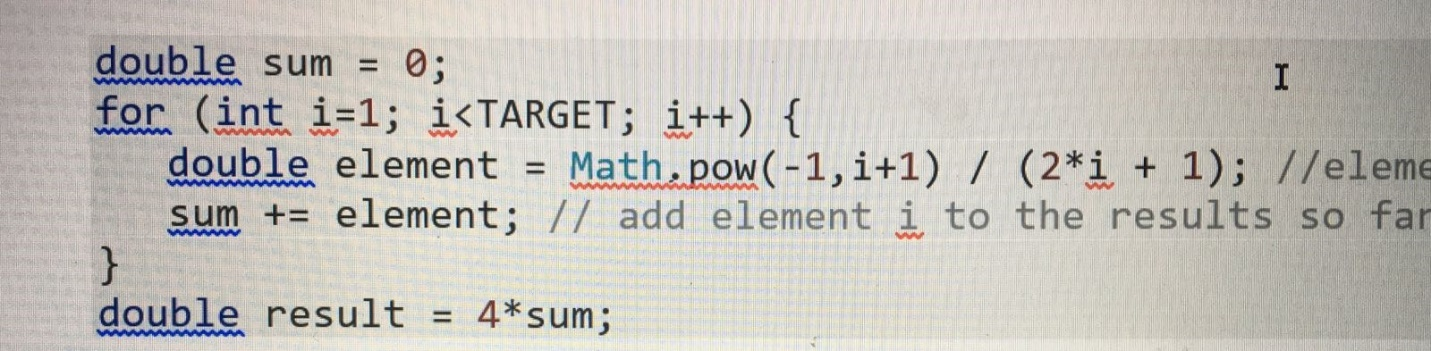 double sum = 0;
for (int i=1; i<TARGET; i++) {
double element = Math.pow(-1,i+1) / (2*i + 1); //eleme
sum += element; // add element i to the results so far
}
double result = 4*sum;